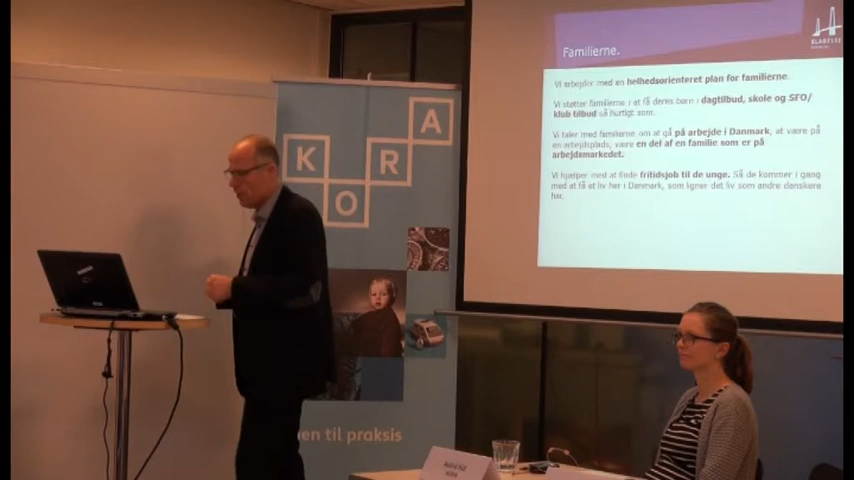 Familierne.
SLAGELSE
Vi arbejder med en helhedsorienteret plan for familierne.
Vi støtter familierne i at få deres børn i dagtilbud, skole og SFO/
klub tilbud så hurtigt som.
Vi taler med familierne om at gå på arbejde i Danmark, at være på
en arbejdsplads, være en del af en familie som er på
arbejdsmarkedet.
Vi hjælper med at finde fritidsjob til de unge. Så de kommer i gang
med at få et liv her i Danmark, som ligner det liv som andre danskere
har.
KORA
en til praksis
KORA